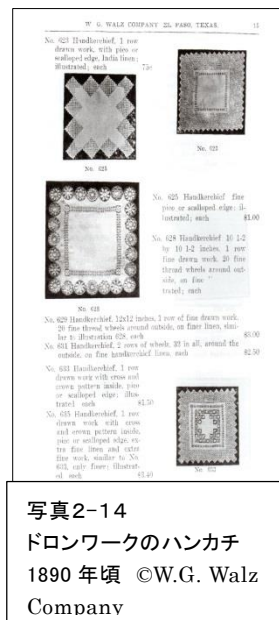 W G. WALZ COMPANY EL PASO, TEXAS.
No. 623 Handkerchief, 1 row
drawn work, with pico or
scalloped edge, India linen;
illustrated; each 75c
No. 623
No. 625
No. 625 Handkerchief fine
pico or scalloped edge; il-
lustrated; each $1.00
No. 628 Handkerchief 10 1-2
by 10 1-2 inches, 1 row
fine drawn work, 20 fine
thread wheels around out-
side, on fine
trated; each
No. 629 Handkerchief, 12x12 inches, 1 row of fine drawn work,
20 fine thread wheels around outside, on finer linen, simi-
lar to illustration 628, each
No. 631 Handkerchief, 2 rows of wheels, 33 in all, around the
outside, on fine handkerchief linen, each $2.50
No. 633 Handkerchief, 1 row
drawn work with cross and
crown pattern inside, pico
or scalloped edge; illus-
trated each $1.50
No. 635 Handkerchief, 1 row
drawn work with cross
and crown pattern inside,
pico or scalloped edge, ex-
tra fine linen and extra
fine work, similar to No.
633, only finer; illustrat-
ed each
写真2-14
ドロンワークのハンカチ
1890 年頃 ©W.G. Walz
Company